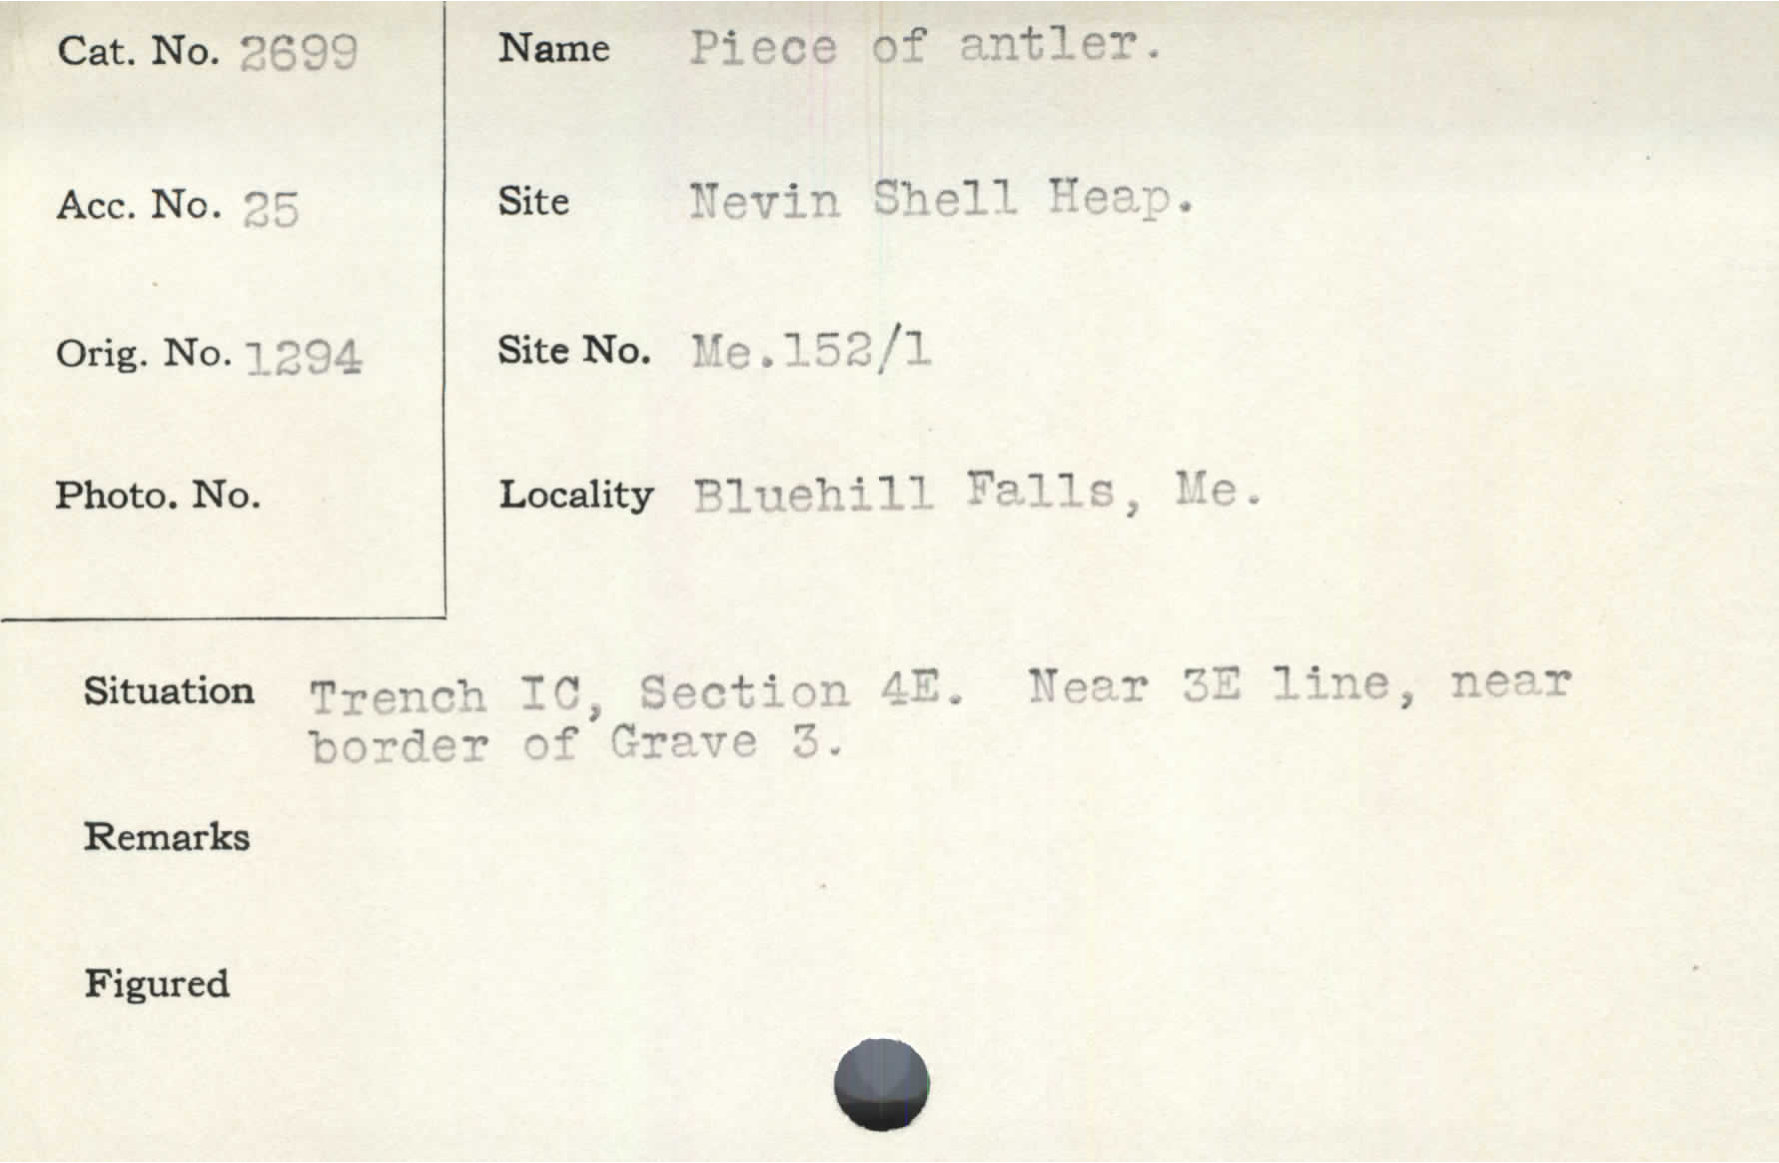 Cat. No. 2699
Name Piece of antler.
Acc. No. 25
Site Nevin Shell Heap.
Orig. No. 1294
Site No. Me.152/1
Photo. No.
Locality Bluehill Falls, Me.
Situation Trench IC, Section 4E. Near 3E line, near
border of Grave 3.
Remarks
Figured